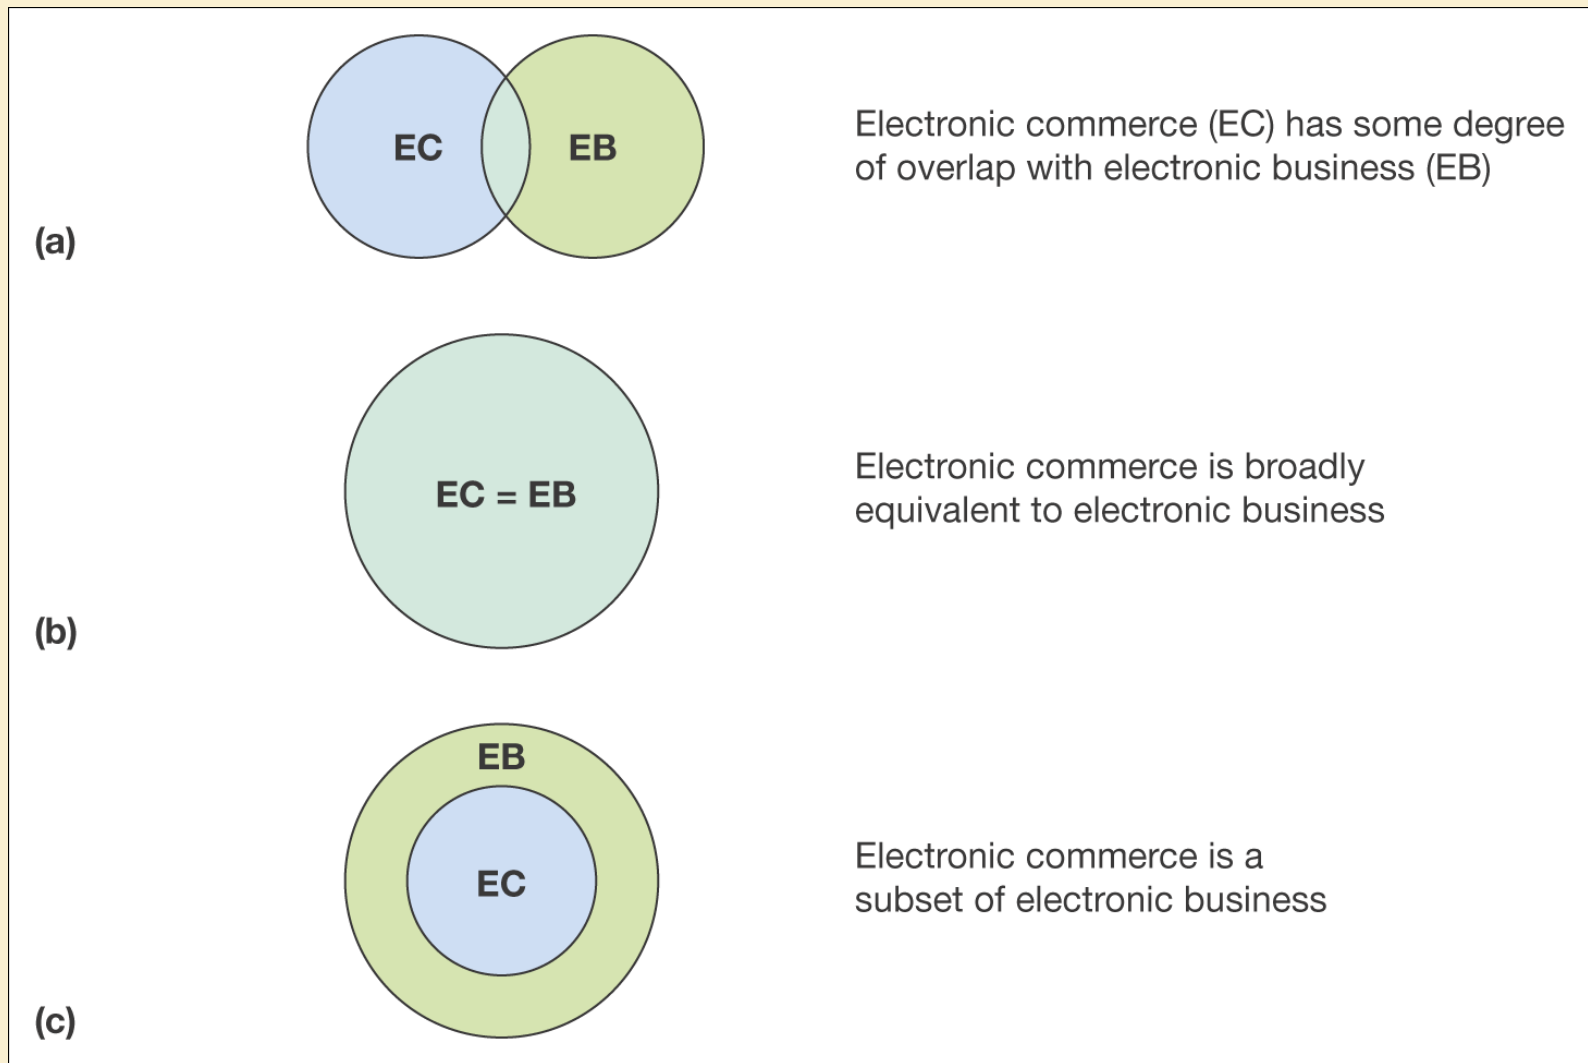 EC
EB
Electronic commerce (EC) has some degree
of overlap with electronic business (EB)
(a)
EC = EB
Electronic commerce is broadly
equivalent to electronic business
(b)
EB
EC
Electronic commerce is a
subset of electronic business
(c)